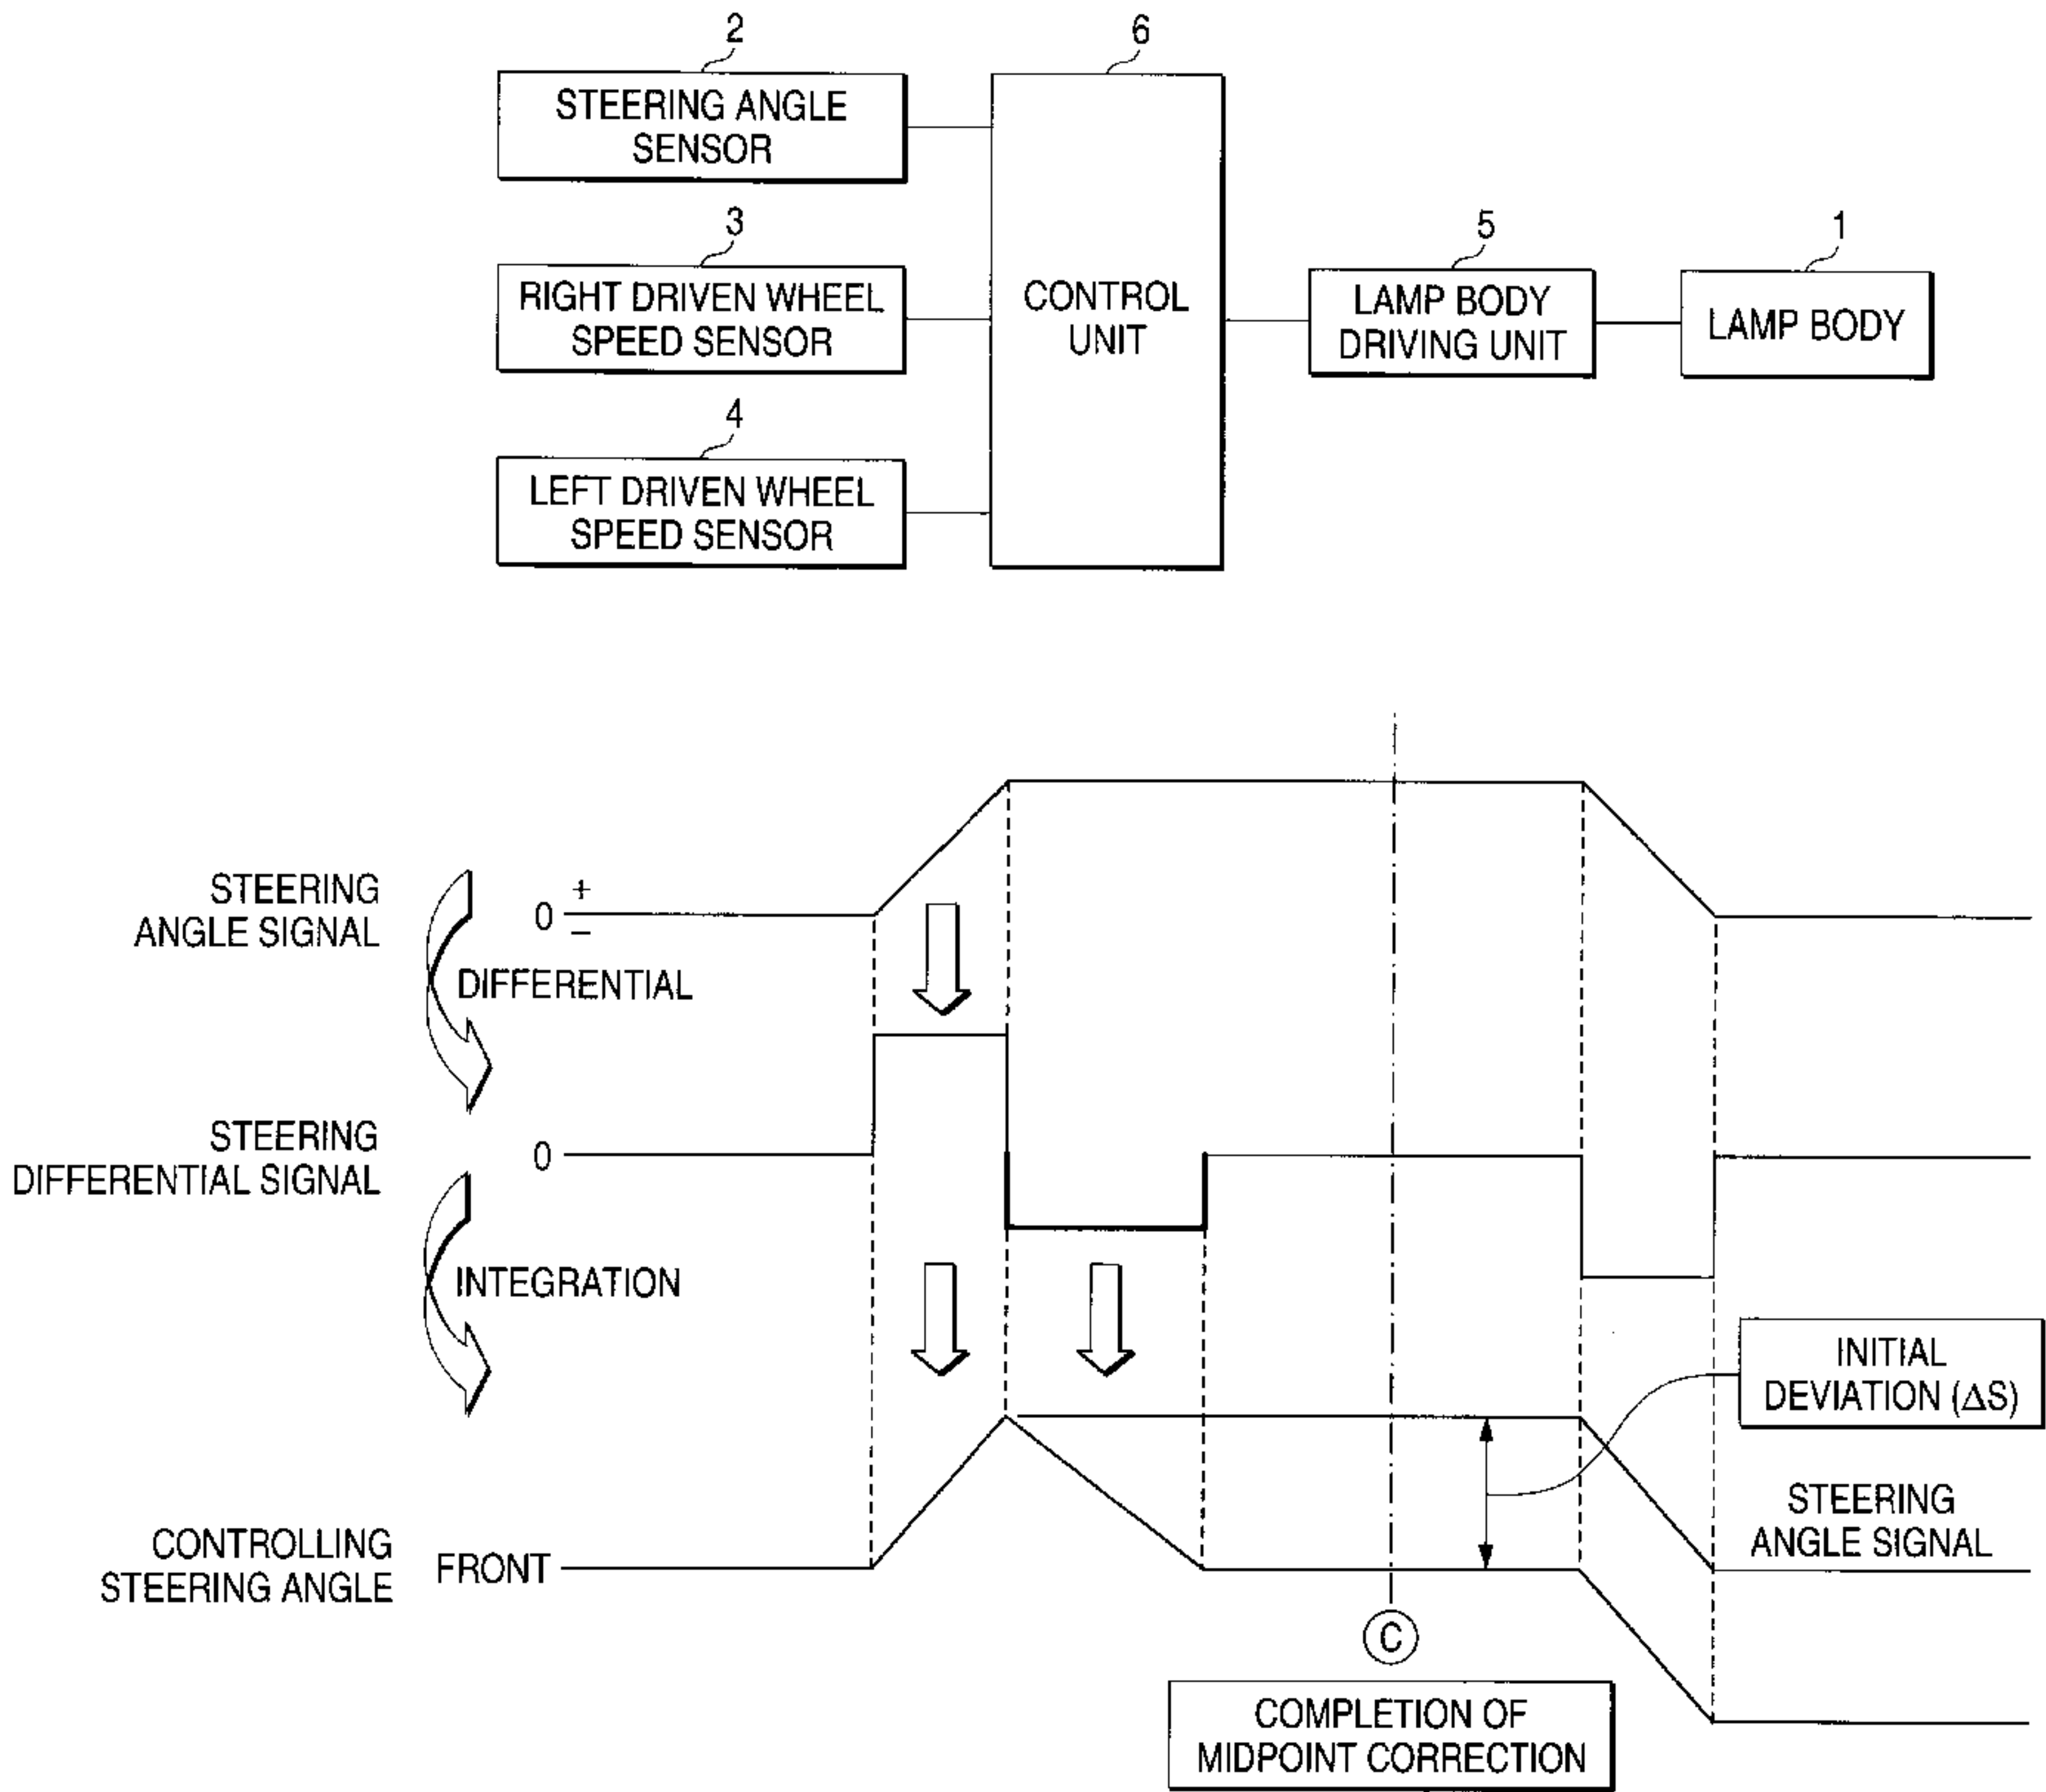 2
6
STEERING ANGLE
SENSOR
3
5
1
RIGHT DRIVEN WHEEL
SPEED SENSOR
CONTROL
UNIT
LAMP BODY
DRIVING UNIT
LAMP BODY
4
LEFT DRIVEN WHEEL
SPEED SENSOR
STEERING
ANGLE SIGNAL
0 + −
DIFFERENTIAL
STEERING
DIFFERENTIAL SIGNAL
0
INTEGRATION
INITIAL
DEVIATION (ΔS)
STEERING
ANGLE SIGNAL
CONTROLLING
STEERING ANGLE
FRONT
C
COMPLETION OF
MIDPOINT CORRECTION